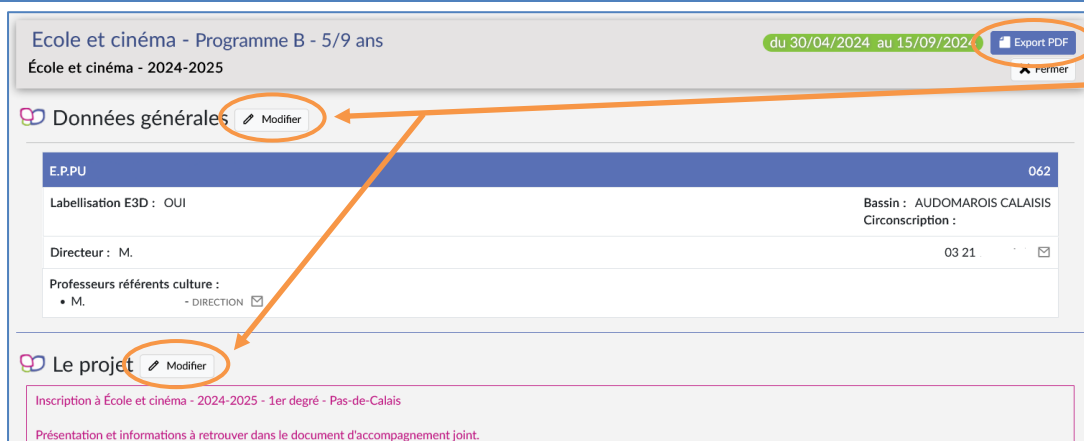 Ecole et cinéma - Programme B - 5/9 ans
du 30/04/2024 au 15/09/2024
Export PDF
École et cinéma - 2024-2025
Fermer
Données générales
Modifier
E.P.PU
062
Labellisation E3D : OUI
Bassin : AUDOMAROIS CALAISIS
Circonscription :
Directeur : M.
03 21
Professeurs référents culture :
• M. - DIRECTION
Le projet
Modifier
Inscription à École et cinéma - 2024-2025 - 1er degré - Pas-de-Calais
Présentation et informations à retrouver dans le document d'accompagnement joint.